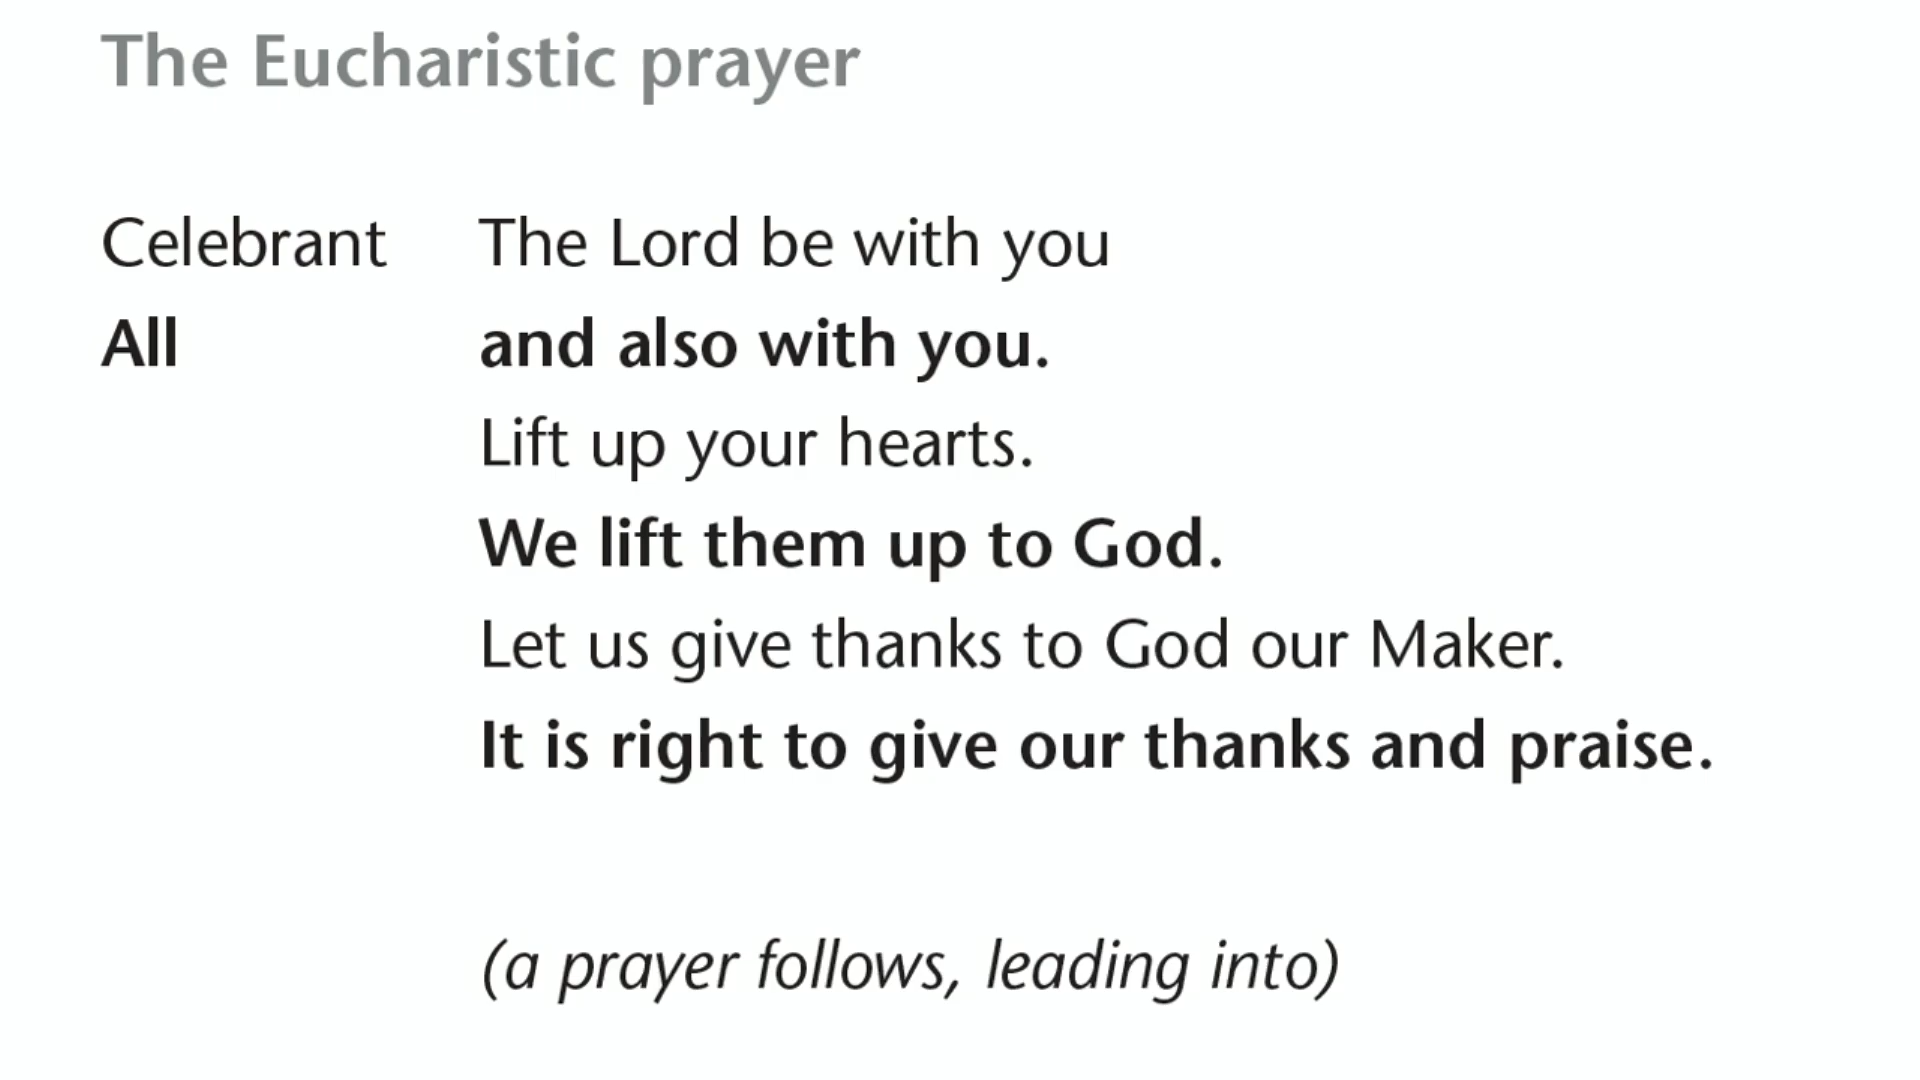 The Eucharistic prayer
Celebrant The Lord be with you
All and also with you.
Lift up your hearts.
We lift them up to God.
Let us give thanks to God our Maker.
It is right to give our thanks and praise.
(a prayer follows, leading into)